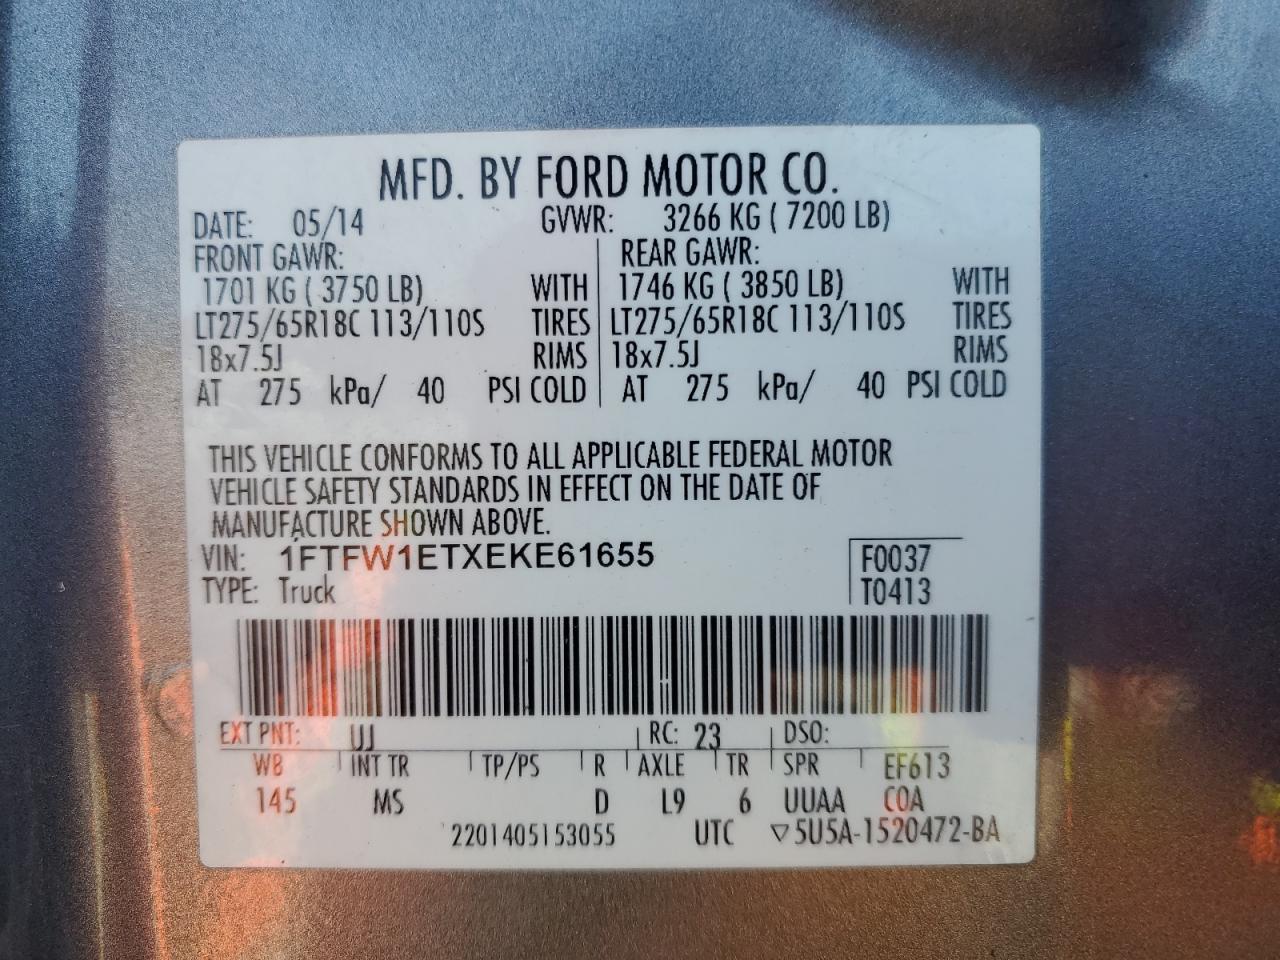 MFD. BY FORD MOTOR CO.
DATE: 05/14 GVWR: 3266 KG ( 7200 LB)
FRONT GAWR: REAR GAWR:
1701 KG ( 3750 LB) WITH 1746 KG ( 3850 LB) WITH
LT275/65R18C 113/110S TIRES LT275/65R18C 113/110S TIRES
18x7.5J RIMS 18x7.5J RIMS
AT 275 kPa/ 40 PSI COLD AT 275 kPa/ 40 PSI COLD
THIS VEHICLE CONFORMS TO ALL APPLICABLE FEDERAL MOTOR
VEHICLE SAFETY STANDARDS IN EFFECT ON THE DATE OF
MANUFACTURE SHOWN ABOVE.
VIN: 1FTFW1ETXEKE61655 F0037
TYPE: Truck T0413
EXT PNT: UJ RC: 23 DSO:
WB INT TR TP/PS R AXLE TR SPR EF613
145 MS D L9 6 UUAA COA
2201405153055 UTC ▽5U5A-1520472-BA